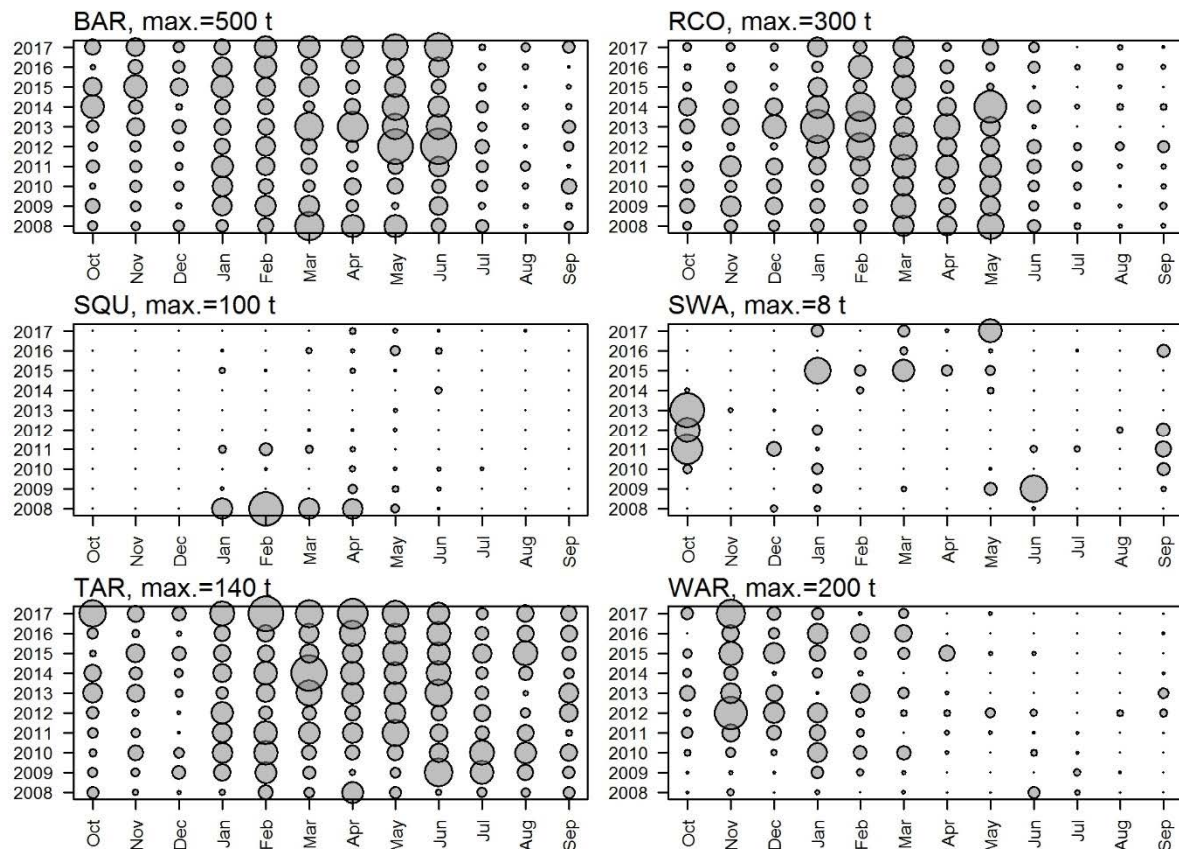 BAR, max.=500 t
2017
2016
2015
2014
2013
2012
2011
2010
2009
2008
Oct
Nov
Dec
Jan
Feb
Mar
Apr
May
Jun
Jul
Aug
Sep
RCO, max.=300 t
2017
2016
2015
2014
2013
2012
2011
2010
2009
2008
Oct
Nov
Dec
Jan
Feb
Mar
Apr
May
Jun
Jul
Aug
Sep
SQU, max.=100 t
2017
2016
2015
2014
2013
2012
2011
2010
2009
2008
Oct
Nov
Dec
Jan
Feb
Mar
Apr
May
Jun
Jul
Aug
Sep
SWA, max.=8 t
2017
2016
2015
2014
2013
2012
2011
2010
2009
2008
Oct
Nov
Dec
Jan
Feb
Mar
Apr
May
Jun
Jul
Aug
Sep
TAR, max.=140 t
2017
2016
2015
2014
2013
2012
2011
2010
2009
2008
Oct
Nov
Dec
Jan
Feb
Mar
Apr
May
Jun
Jul
Aug
Sep
WAR, max.=200 t
2017
2016
2015
2014
2013
2012
2011
2010
2009
2008
Oct
Nov
Dec
Jan
Feb
Mar
Apr
May
Jun
Jul
Aug
Sep